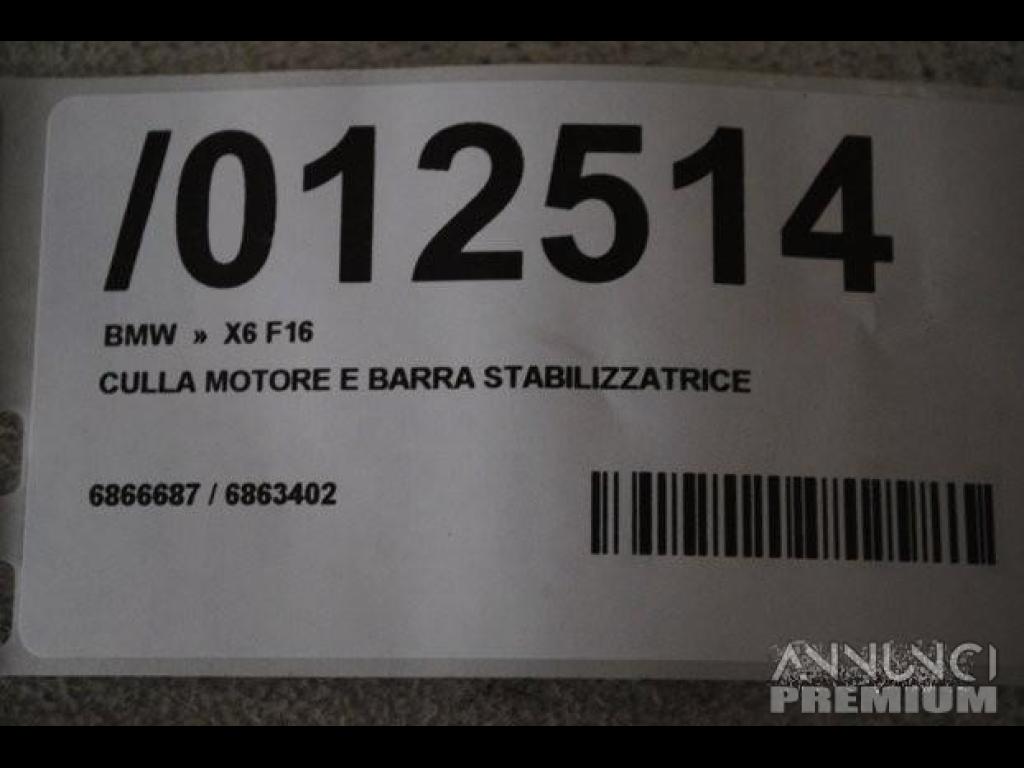 /012514
BMW » X6 F16
CULLA MOTORE E BARRA STABILIZZATRICE
6866687 / 6863402
ANNUNCI
PREMIUM